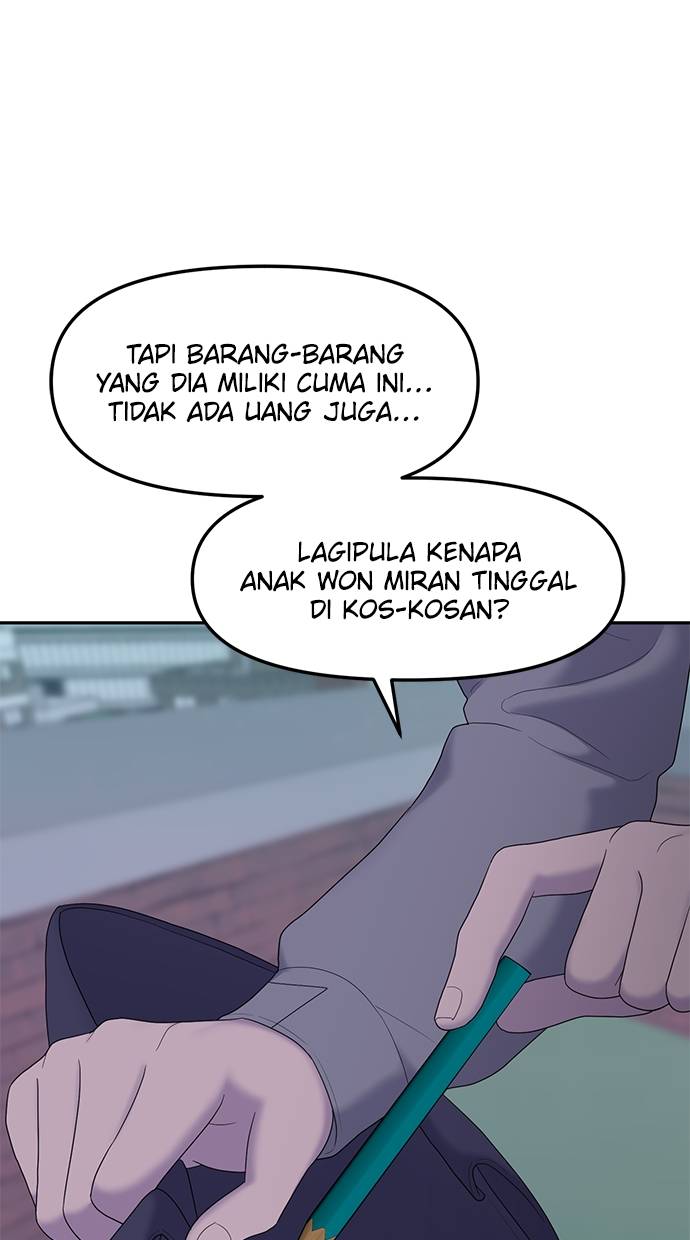 TAPI BARANG-BARANG
YANG DIA MILIKI CUMA INI...
TIDAK ADA UANG JUGA...
LAGIPULA KENAPA
ANAK WON MIRAN TINGGAL
DI KOS-KOSAN?